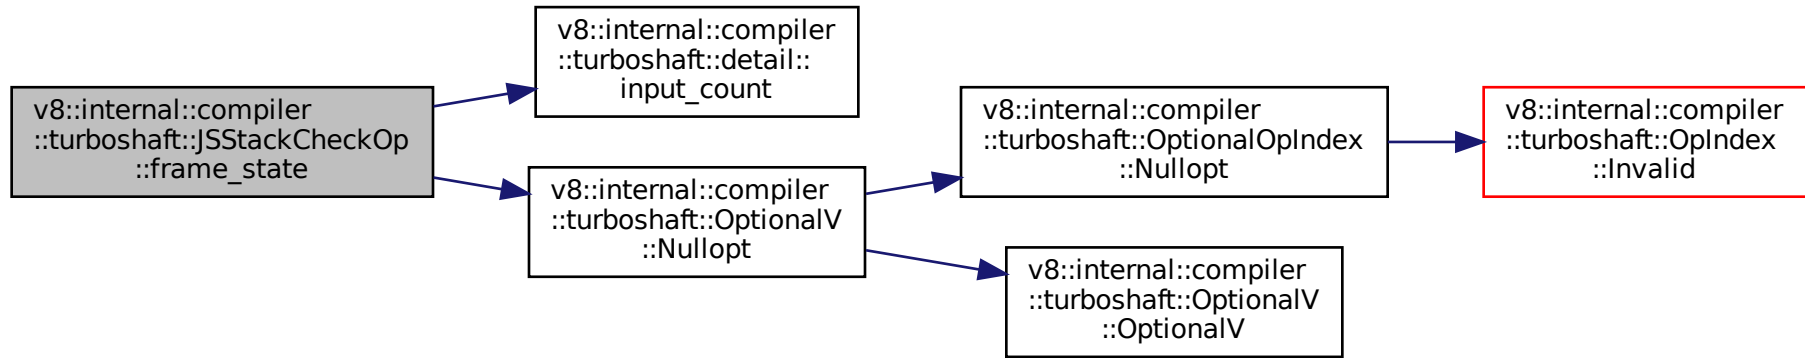 v8::internal::compiler
::turboshaft::JSStackCheckOp
::frame_state
v8::internal::compiler
::turboshaft::detail::
input_count
v8::internal::compiler
::turboshaft::OptionalV
::Nullopt
v8::internal::compiler
::turboshaft::OptionalOpIndex
::Nullopt
v8::internal::compiler
::turboshaft::OptionalV
::OptionalV
v8::internal::compiler
::turboshaft::OpIndex
::Invalid